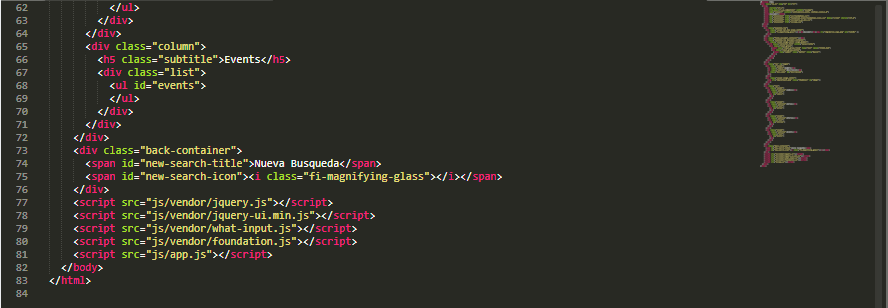 62 </ul>
63 </div>
64 </div>
65 <div class="column">
66 <h5 class="subtitle">Events</h5>
67 <div class="list">
68 <ul id="events">
69 </ul>
70 </div>
71 </div>
72 </div>
73 <div class="back-container">
74 <span id="new-search-title">Nueva Busqueda</span>
75 <span id="new-search-icon"><i class="fi-magnifying-glass"></i></span>
76 </div>
77 <script src="js/vendor/jquery.js"></script>
78 <script src="js/vendor/jquery-ui.min.js"></script>
79 <script src="js/vendor/what-input.js"></script>
80 <script src="js/vendor/foundation.js"></script>
81 <script src="js/app.js"></script>
82 </body>
83 </html>
84